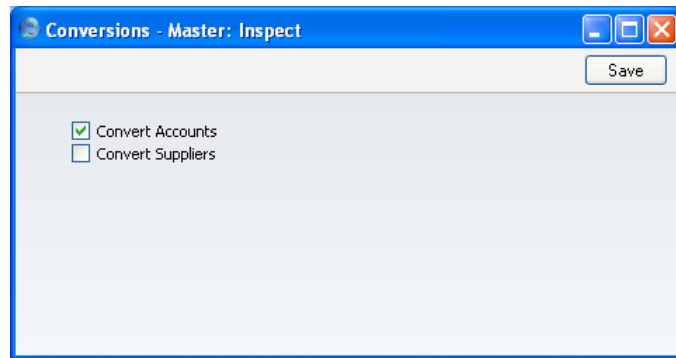 Conversions - Master: Inspect
Save
Convert Accounts
Convert Suppliers